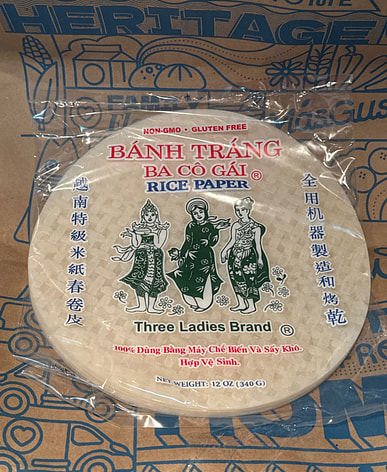 HERITAGE
FAMILY
NON-GMO • GLUTEN FREE
BÁNH TRÁNG
BA CÔ GÁI ®
RICE PAPER
越南特級米紙春卷皮
全用机器製造和烤乾
Three Ladies Brand ®
100% Dùng Bằng Máy Chế Biến Và Sấy Khô.
Hợp Vệ Sinh.
NET WEIGHT: 12 OZ (340 G)